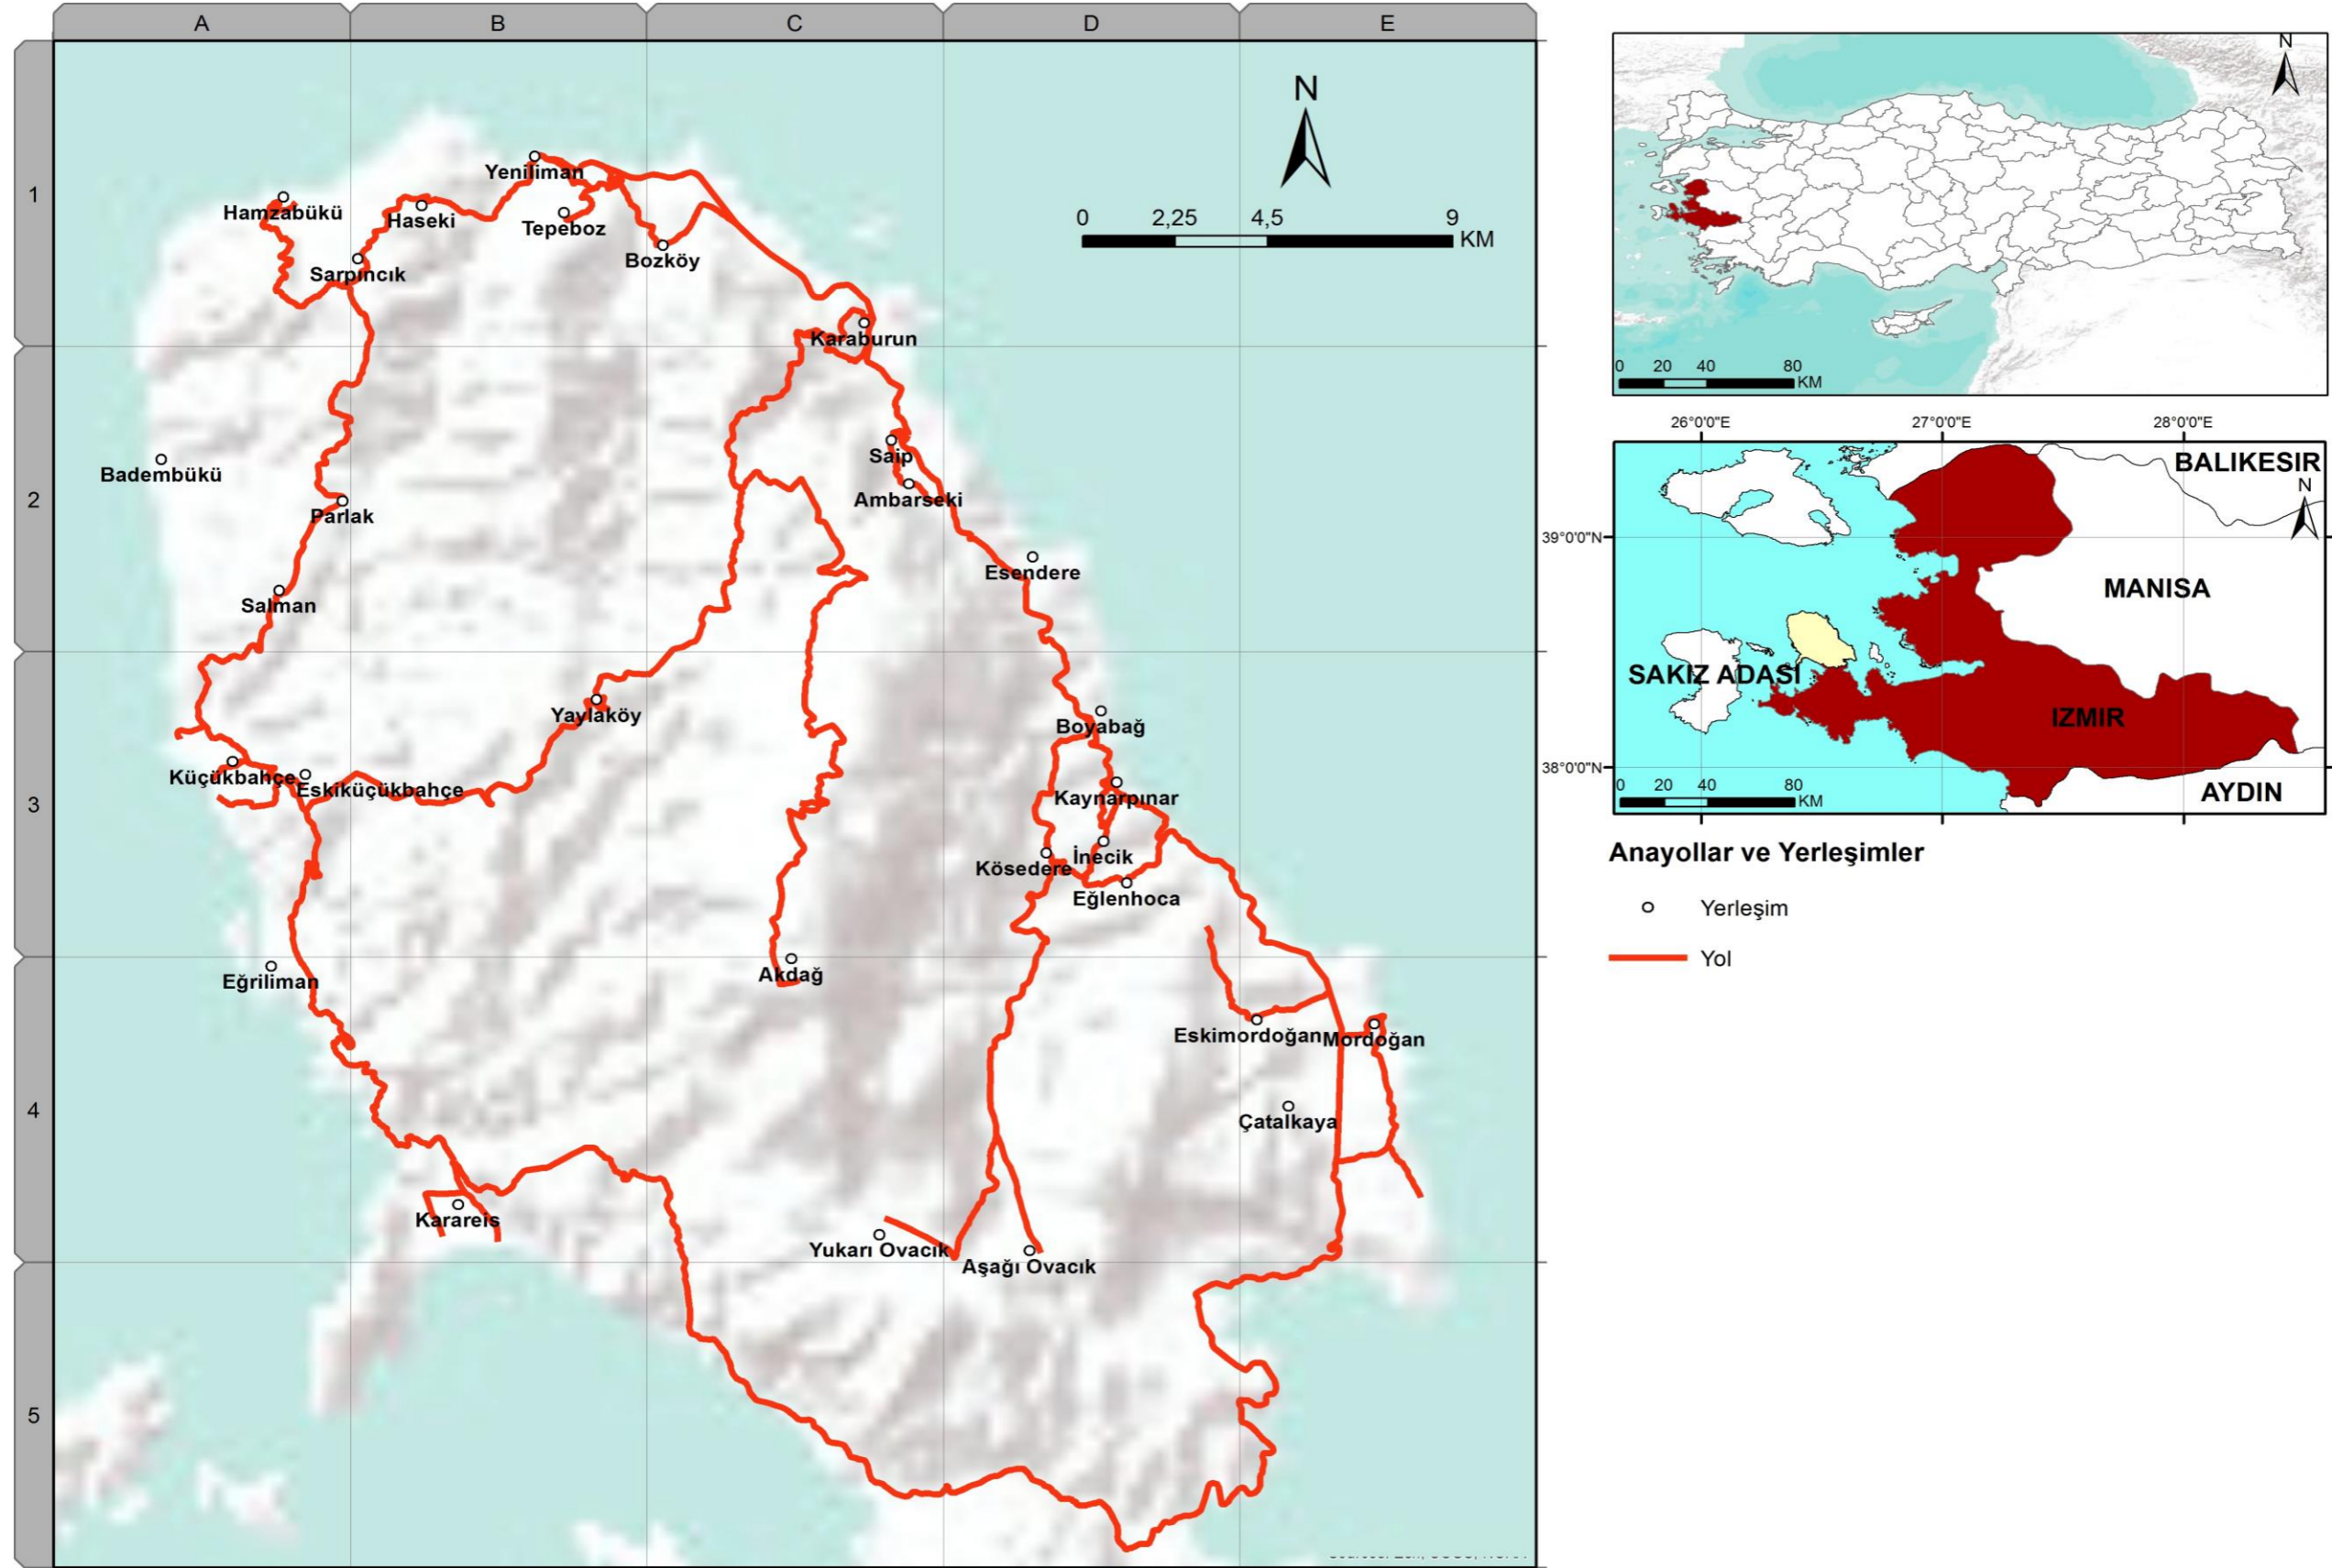 A B C D E
1
2
3
4
5
N
0 2,25 4,5 9
KM
Yeniliman
Hamzabükü
Haseki
Tepeboz
Bozköy
Sarpıncık
Karaburun
Saip
Badembükü
Ambarseki
Parlak
Esendere
Salman
Yaylaköy
Boyabağ
Küçükbahçe
Eskiküçükbahçe
Kaynarpınar
İnecik
Kösedere
Eğlenhoca
Akdağ
Eğriliman
Eskimordoğan
Mordoğan
Çatalkaya
Karareis
Yukarı Ovacık
Aşağı Ovacık
N
0 20 40 80
KM
26°0'0"E 27°0'0"E 28°0'0"E
BALIKESIR
N
39°0'0"N
MANISA
SAKIZ ADASI
IZMIR
38°0'0"N
0 20 40 80
KM
AYDIN
Anayollar ve Yerleşimler
Yerleşim
Yol